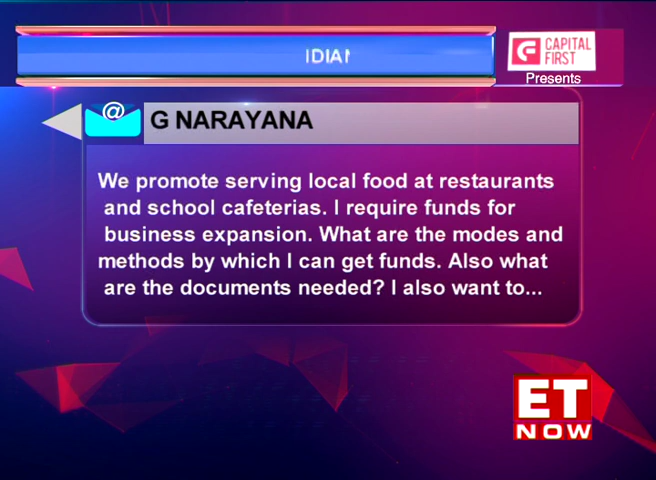 CAPITAL
FIRST
Presents
@
G NARAYANA
We promote serving local food at restaurants
and school cafeterias. I require funds for
business expansion. What are the modes and
methods by which I can get funds. Also what
are the documents needed? I also want to...
ET
NOW